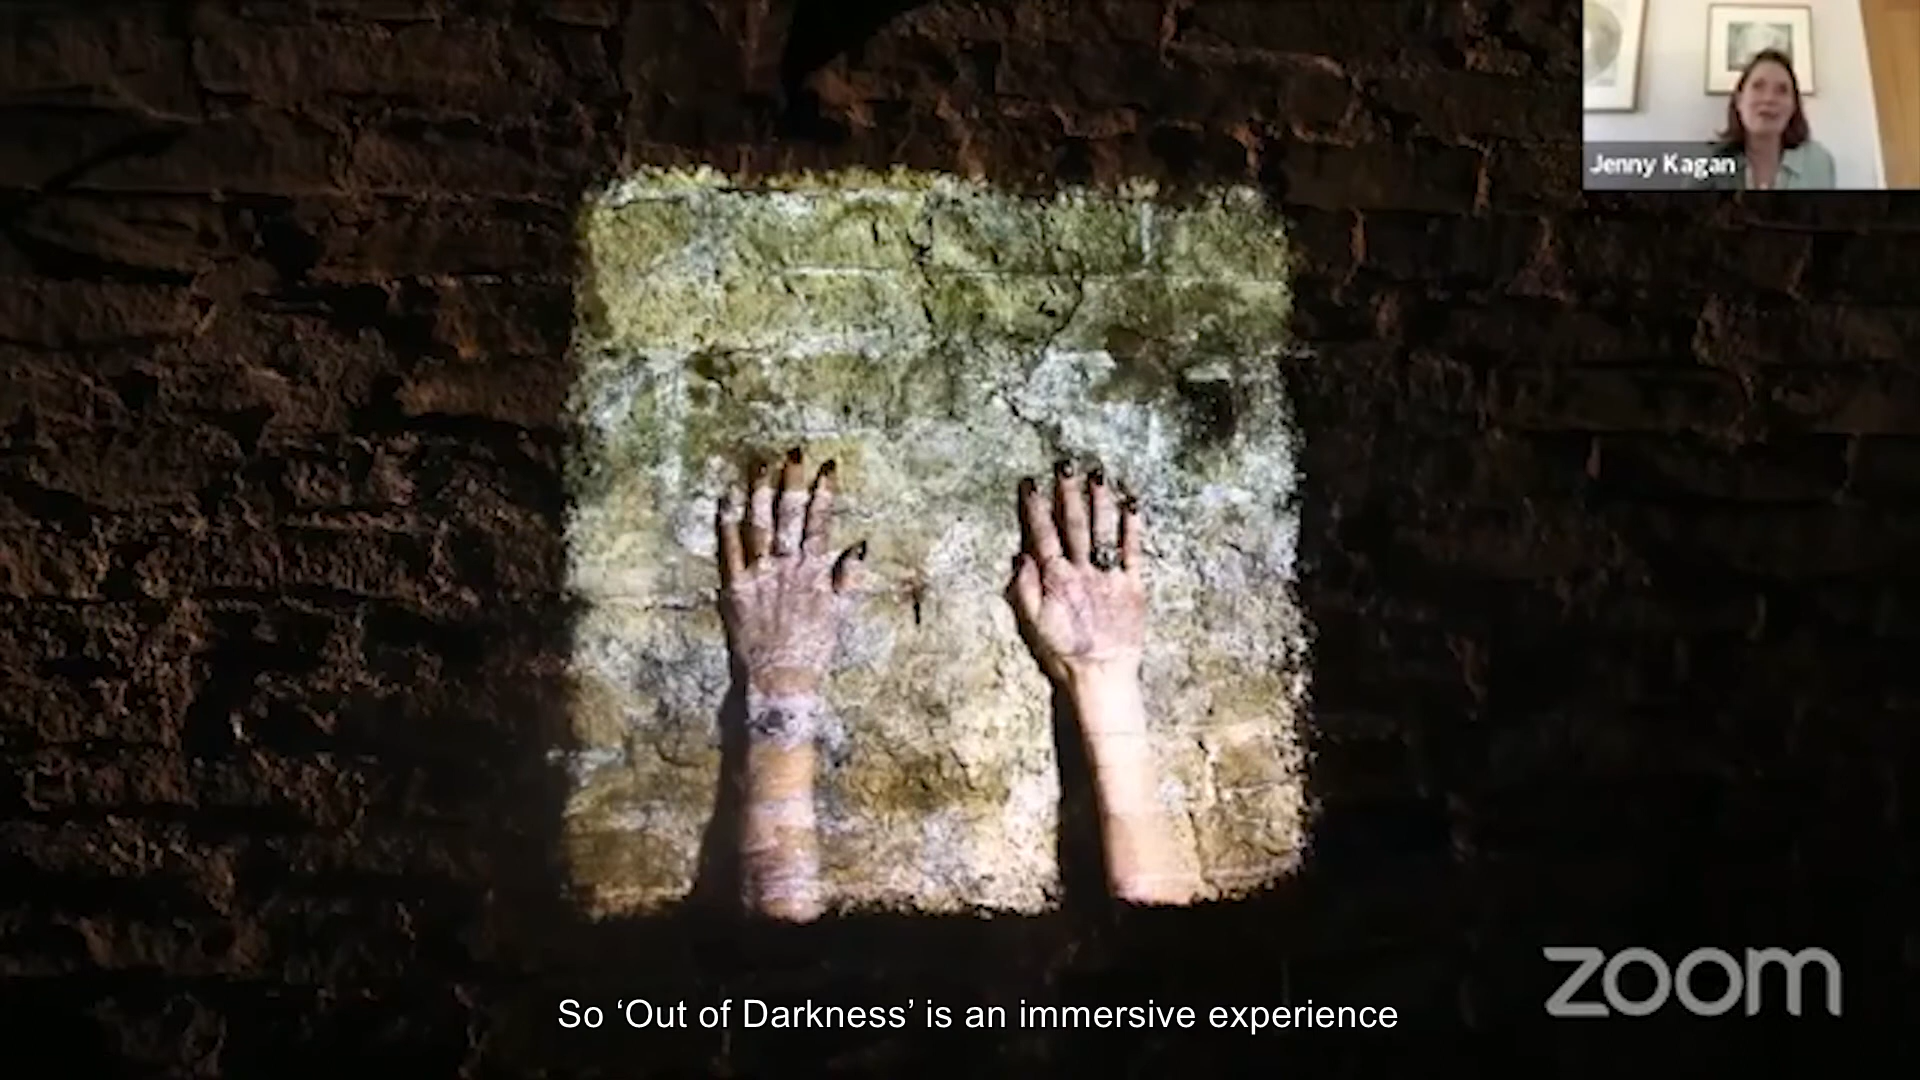 Jenny Kagan
So ‘Out of Darkness’ is an immersive experience
zoom